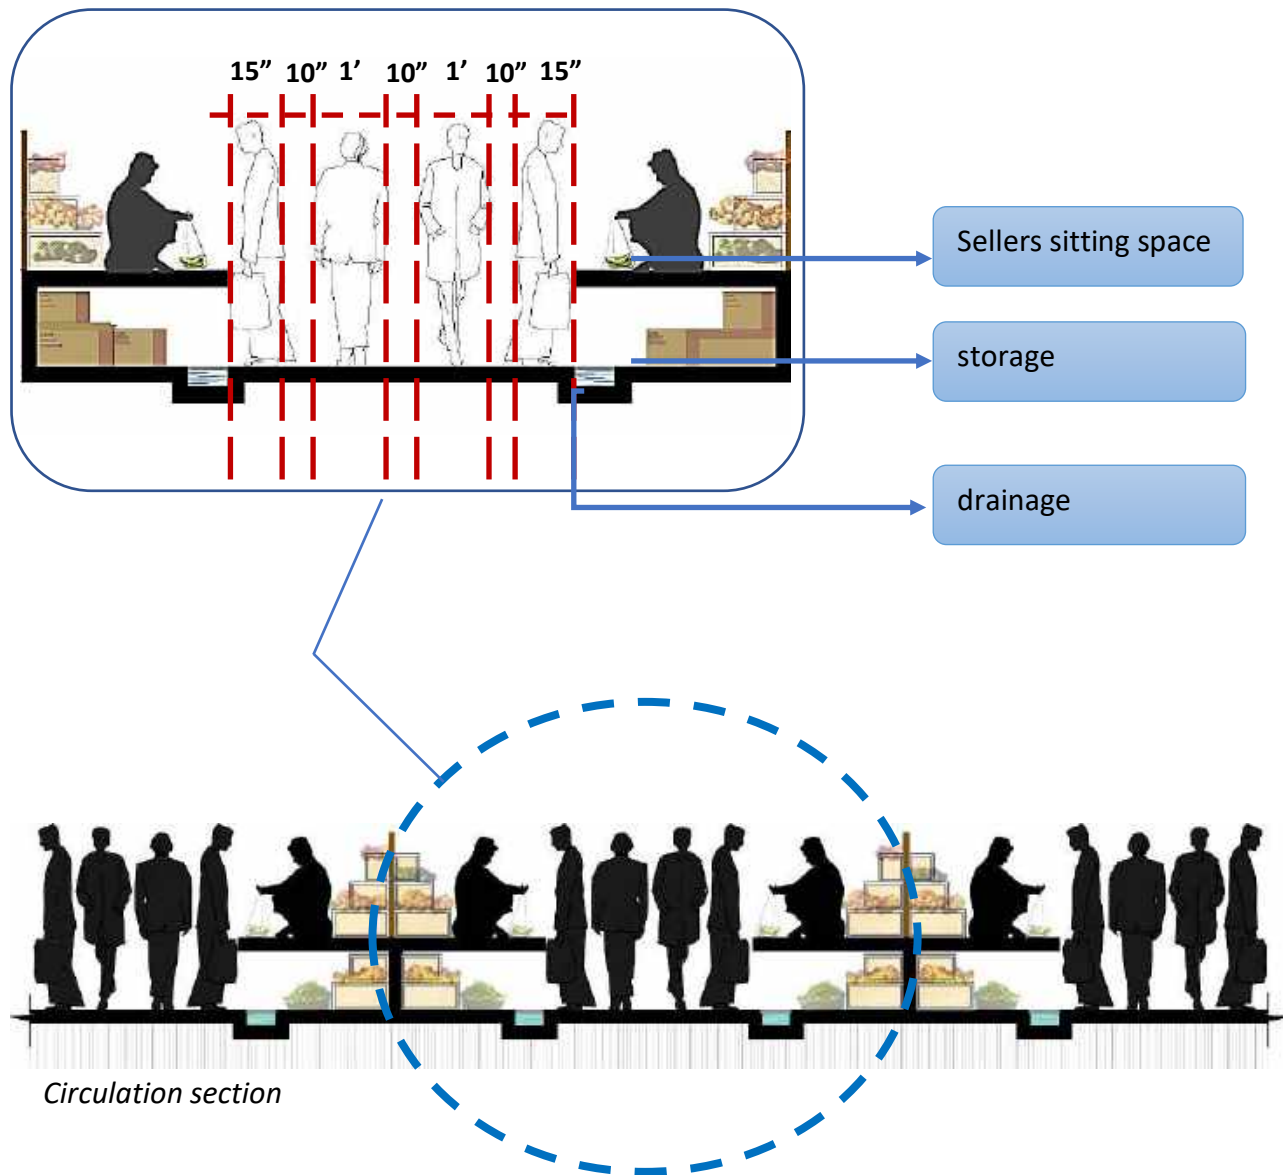 15” 10” 1’ 10” 1’ 10” 15”
Sellers sitting space
storage
drainage
Circulation section